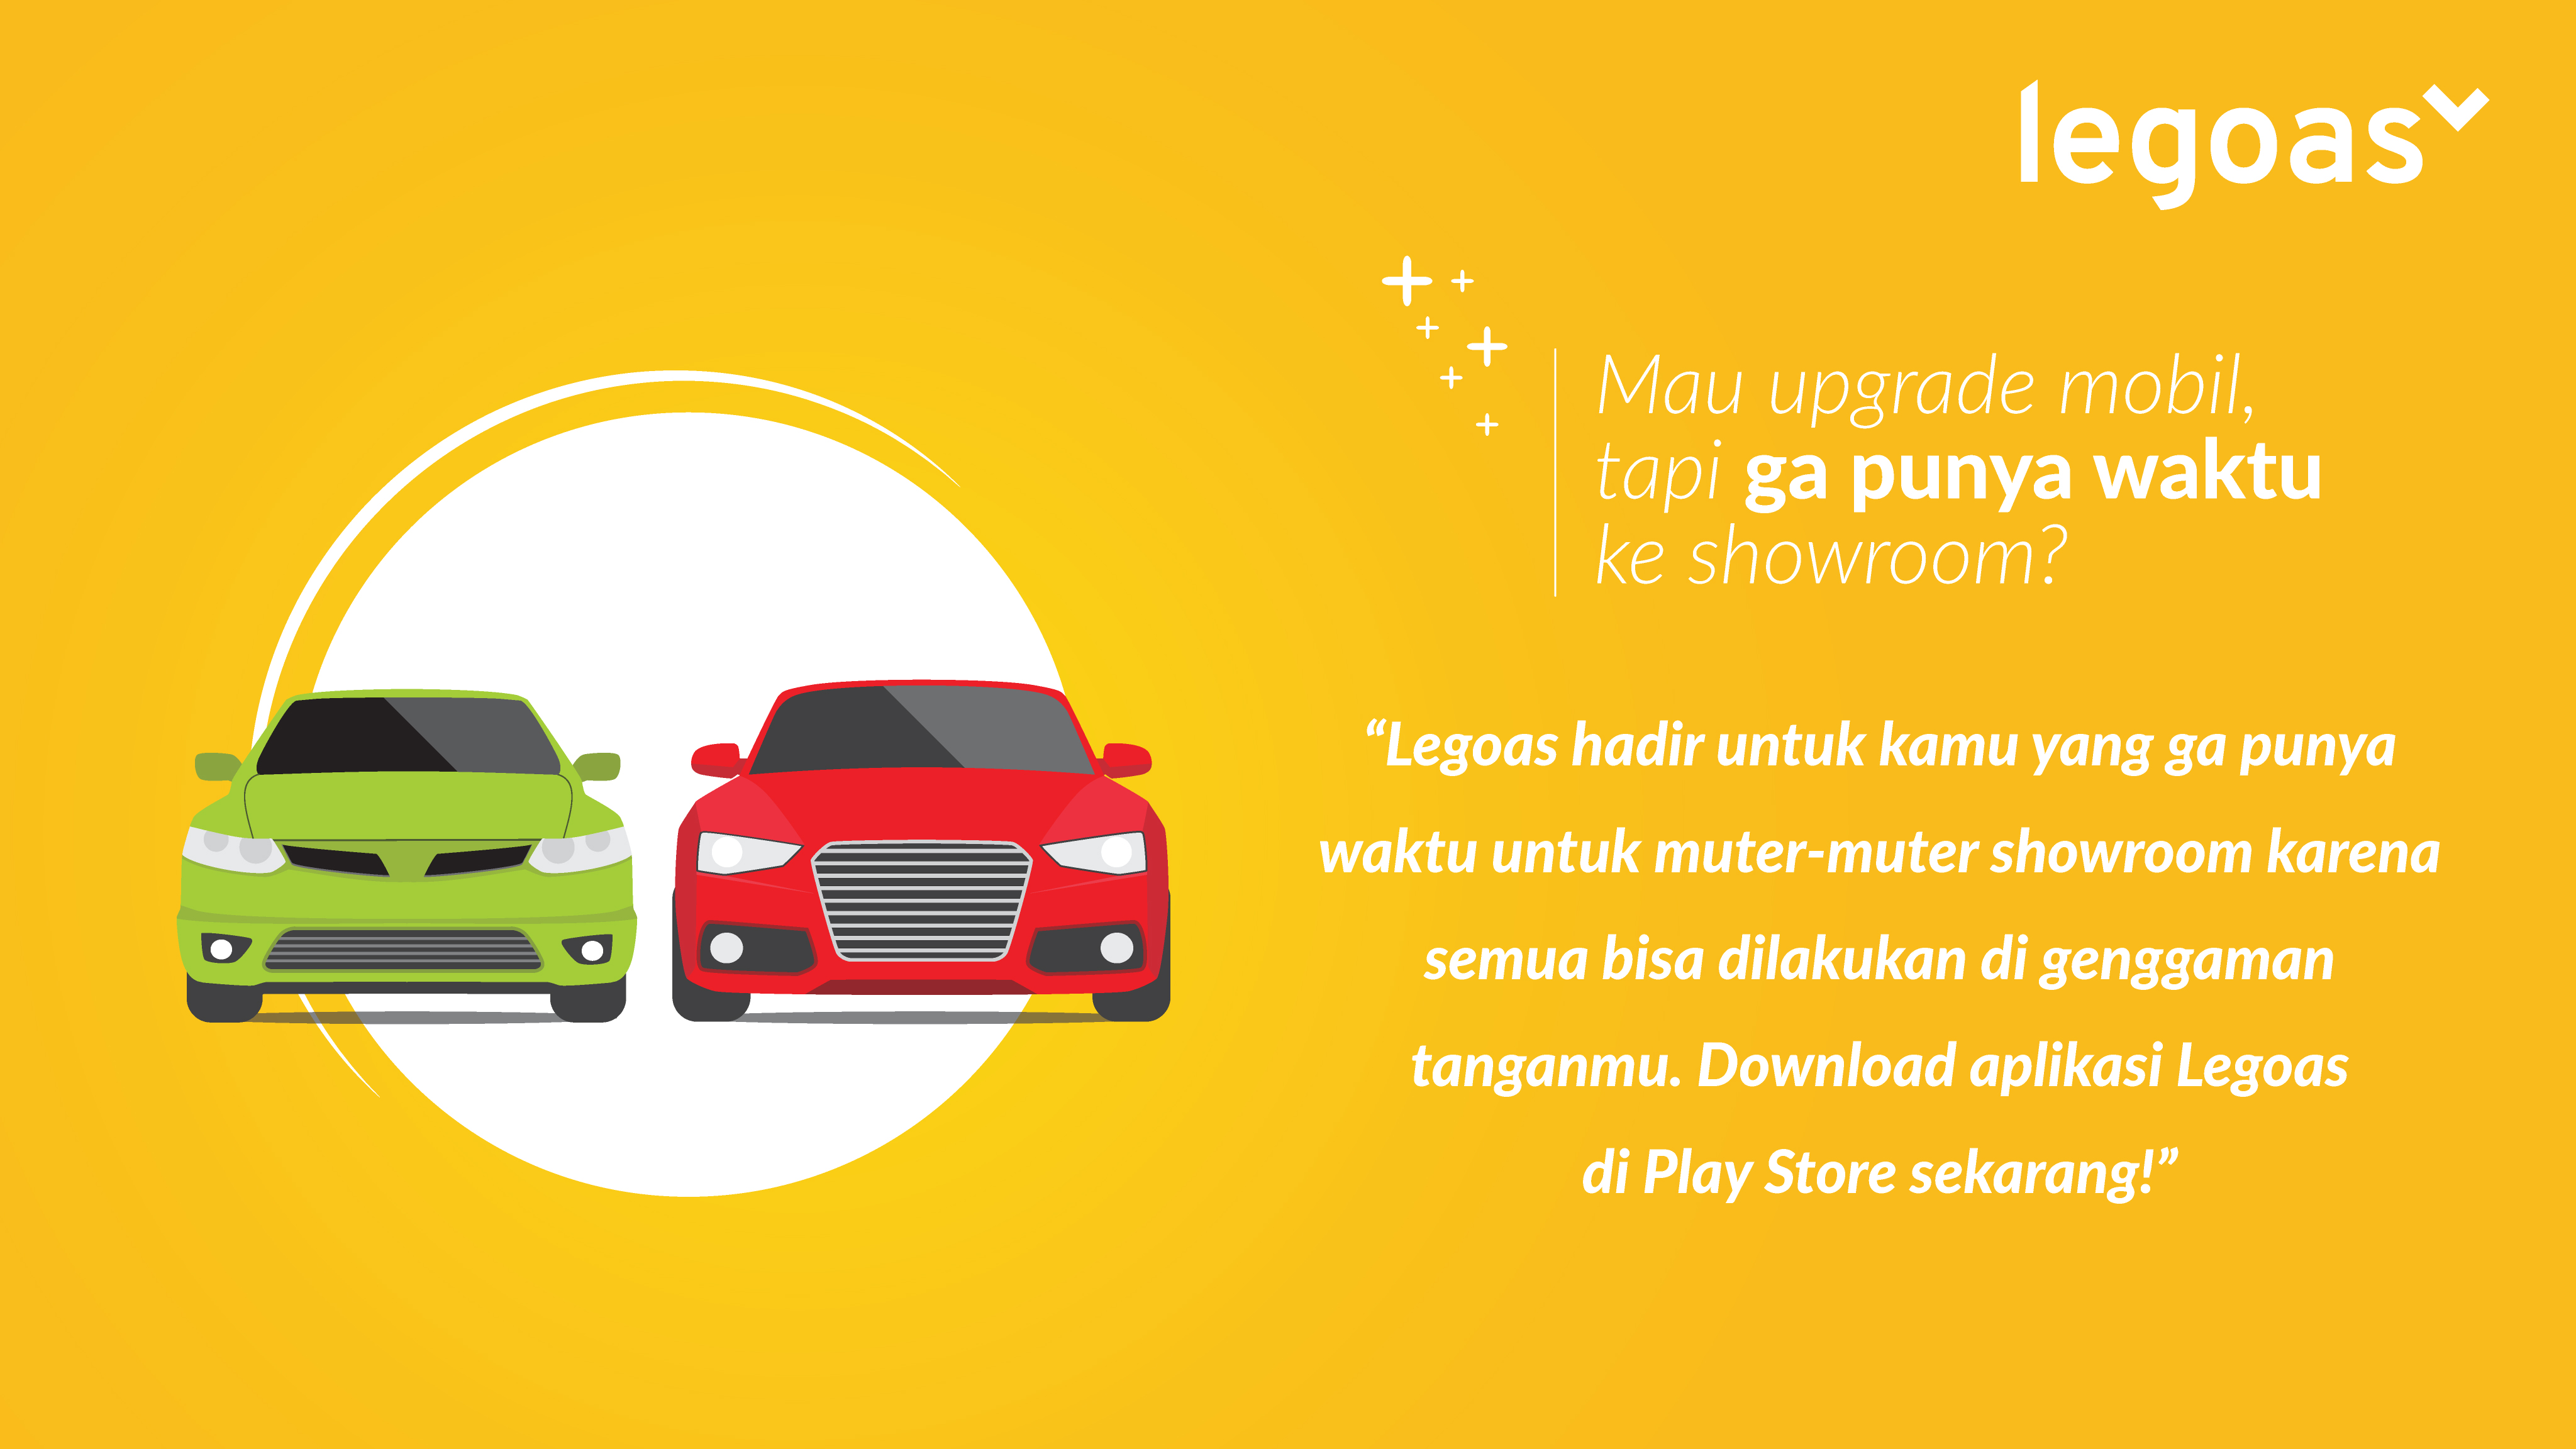 legoas
Mau upgrade mobil,
tapi ga punya waktu
ke showroom?
“Legoas hadir untuk kamu yang ga punya
waktu untuk muter-muter showroom karena
semua bisa dilakukan di genggaman
tanganmu. Download aplikasi Legoas
di Play Store sekarang!”